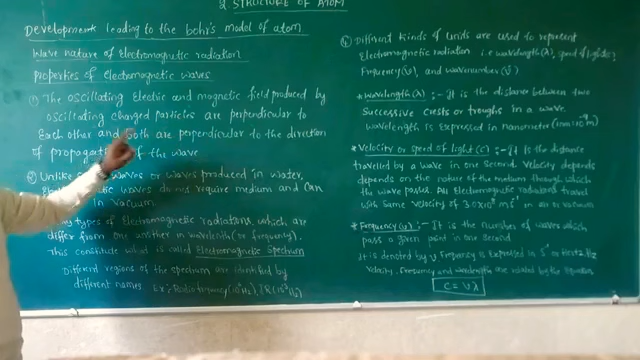 2 STRUCTURE OF ATOM
Development leading to the bohr's model of atom
Wave nature of Electromagnetic radiation
properties of Electromagnetic waves
1) The oscillating Electric and magnetic field produced by
oscillating charged particles are perpendicular to
Each other and both are perpendicular to the direction
of propagat of the wave
2) Unlike waves or waves produced in water,
waves do not require medium and can
in vacuum.
types of Electromagnetic radiations, which are
differ from one another in wavelength (or frequency).
This constitute what is called Electromagnetic Spectrum
Different regions of the spectrum are identified by
different names. Ex:- Radiofrequency
4) Different kinds of units are used to represent
Electromagnetic radiation i.e wavelength(λ), speed of light c,
Frequency(ν), and wavenumber (ν̄)
* Wavelength(λ) :- It is the distance between two
Successive crests or troughs in a wave
wavelength is Expressed in Nanometer
* Velocity or speed of light (c) :- It is the distance
travelled by a wave in one second. Velocity depends
depends on the nature of the medium through which
the wave passes. All Electromagnetic radiations travel
with same velocity of 3.0×10⁸ ms⁻¹ in air or vacuum
* Frequency(ν) :- It is the number of waves which
pass a given point in one second
It is denoted by ν Frequency is Expressed in S⁻¹ or Hertz, Hz
Velocity, Frequency and wavelength are related by the Equation
c = νλ